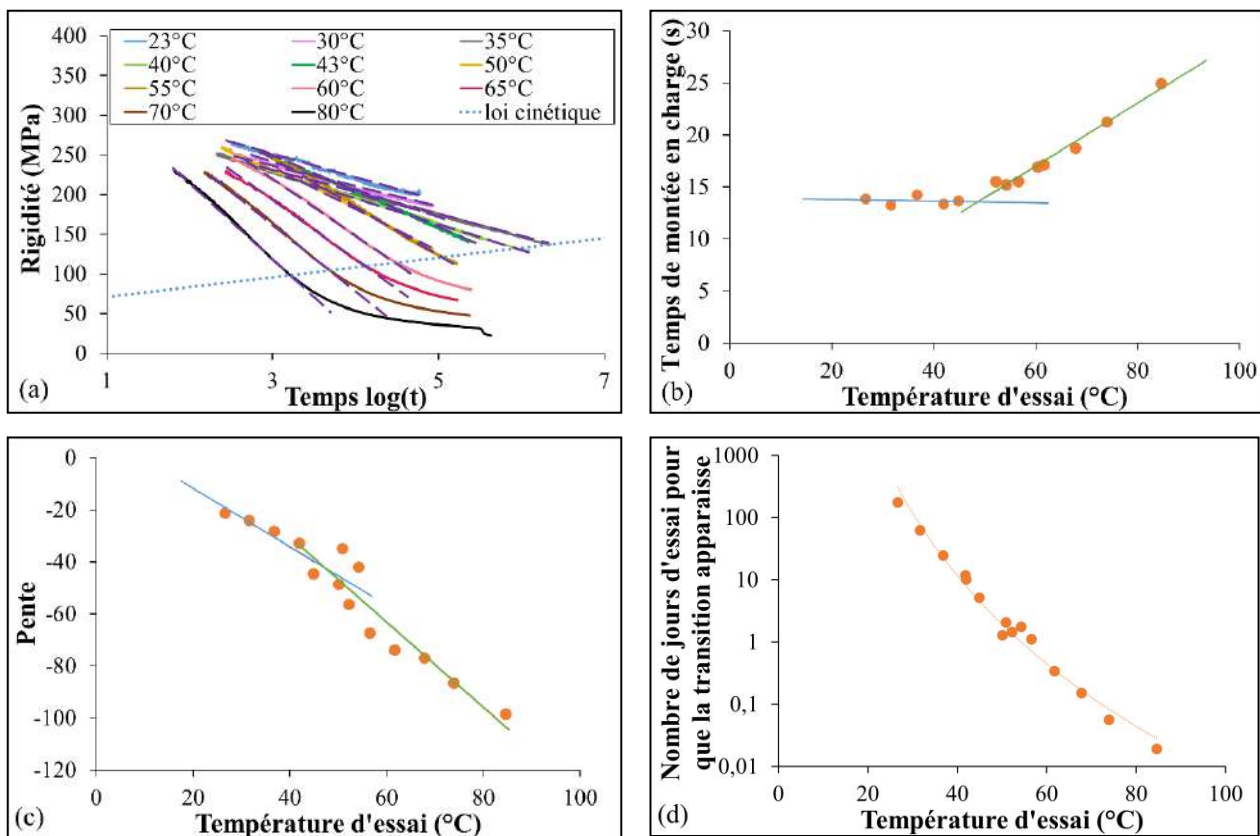 400
350
300
250
200
150
100
50
0
Rigidité (MPa)
23°C 30°C 35°C
40°C 43°C 50°C
55°C 60°C 65°C
70°C 80°C loi cinétique
1 3 5 7
Temps log(t)
(a)
30
25
20
15
10
5
0
Temps de montée en charge (s)
0 20 40 60 80 100
Température d'essai (°C)
(b)
0
-20
-40
-60
-80
-100
-120
Pente
0 20 40 60 80 100
Température d'essai (°C)
(c)
1000
100
10
1
0,1
0,01
Nombre de jours d'essai pour
que la transition apparaisse
0 20 40 60 80 100
Température d'essai (°C)
(d)